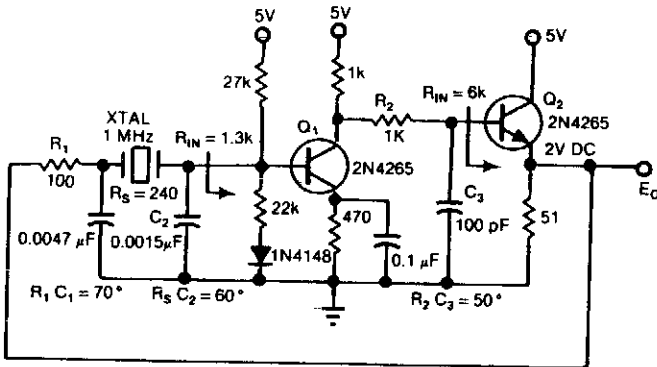 5V
5V
5V
27k
1k
XTAL
1 MHz
R1
100
RS = 240
RIN = 1.3k
Q1
2N4265
R2
1K
RIN = 6k
Q2
2N4265
2V DC
EO
C2
0.0047 µF
0.0015µF
22k
1N4148
470
0.1 µF
C3
100 pF
51
R1 C1 = 70°
RS C2 = 60°
R2 C3 = 50°